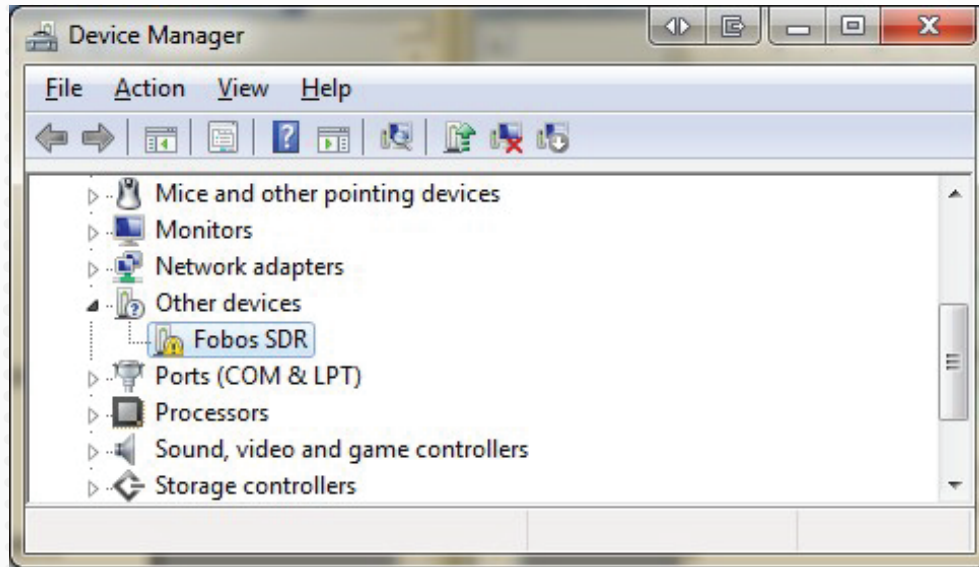 Device Manager
File Action View Help
Mice and other pointing devices
Monitors
Network adapters
Other devices
Fobos SDR
Ports (COM & LPT)
Processors
Sound, video and game controllers
Storage controllers